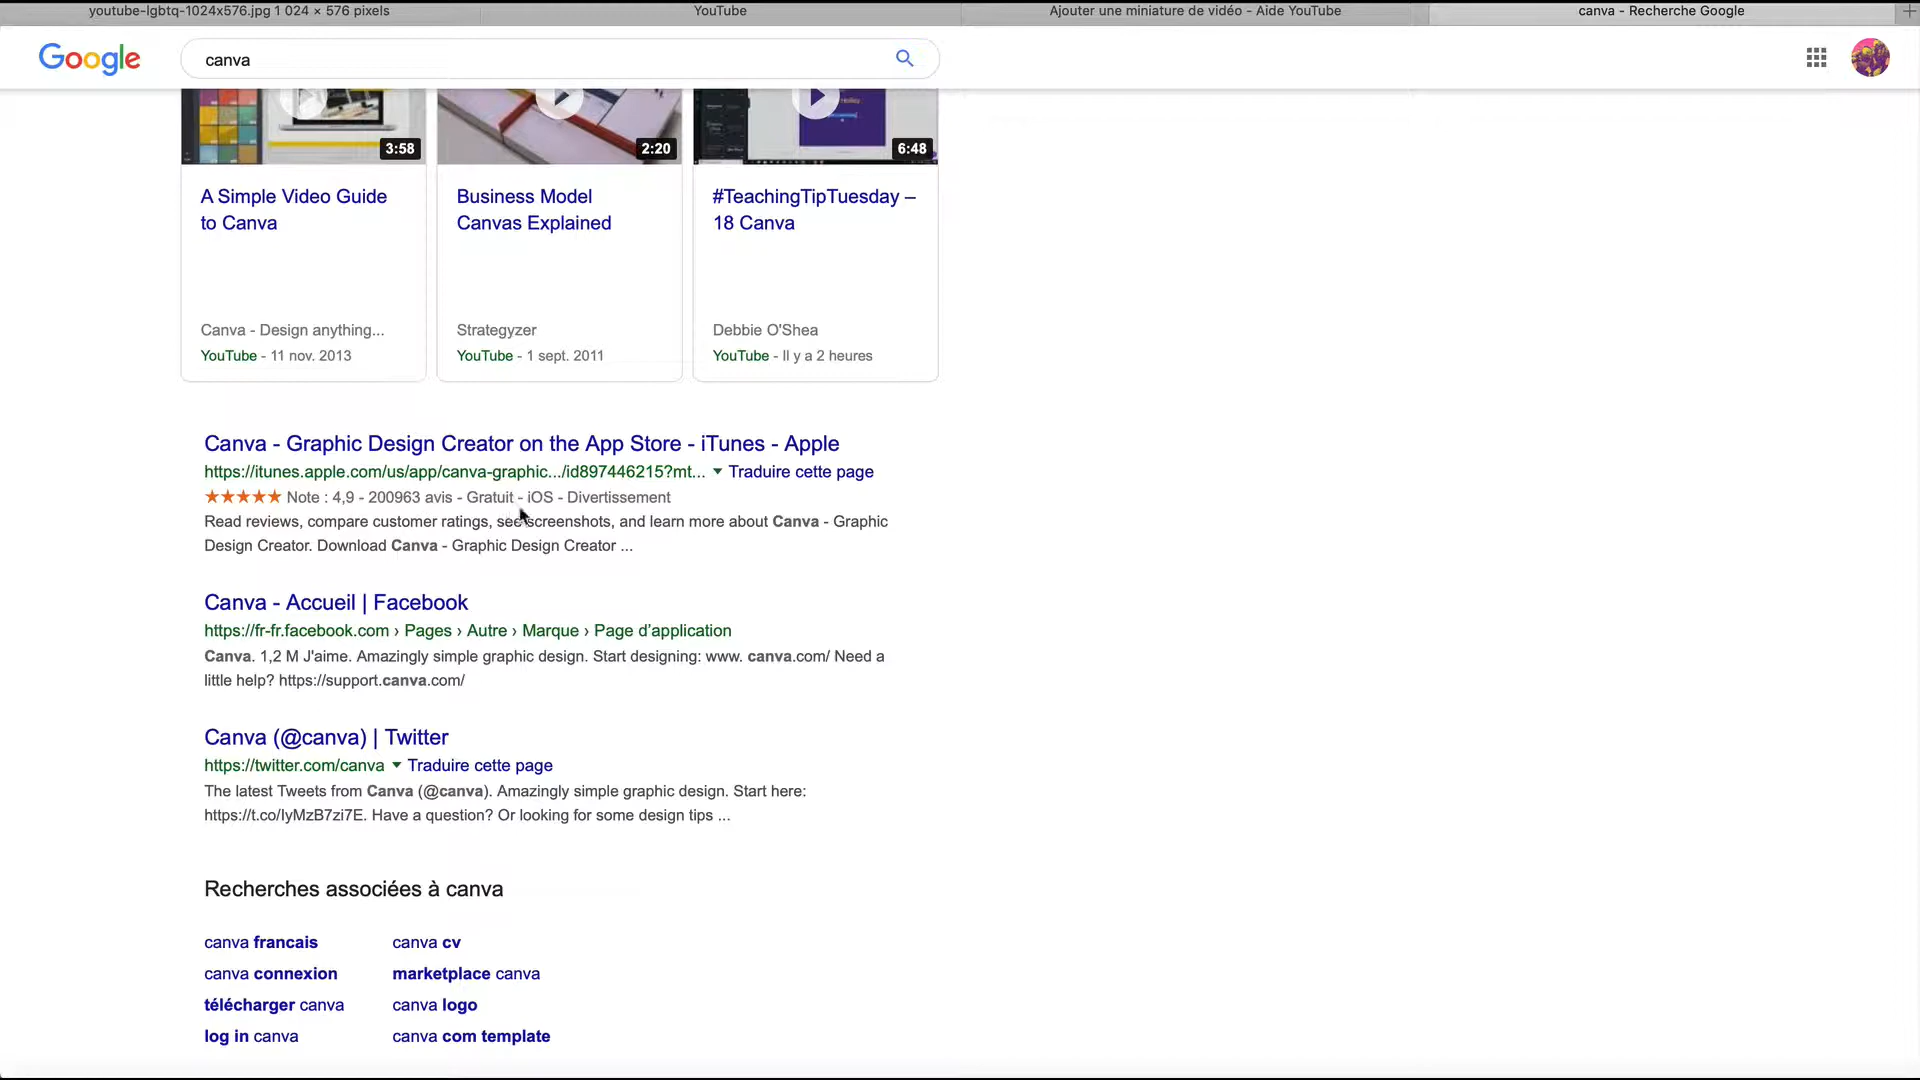 youtube-lgbtq-1024x576.jpg 1 024 × 576 pixels
YouTube
Ajouter une miniature de vidéo - Aide YouTube
canva - Recherche Google
Google
canva
3:58
2:20
6:48
A Simple Video Guide
to Canva
Business Model
Canvas Explained
#TeachingTipTuesday –
18 Canva
Canva - Design anything...
YouTube - 11 nov. 2013
Strategyzer
YouTube - 1 sept. 2011
Debbie O'Shea
YouTube - Il y a 2 heures
Canva - Graphic Design Creator on the App Store - iTunes - Apple
https://itunes.apple.com/us/app/canva-graphic.../id897446215?mt... Traduire cette page
Note : 4,9 - 200963 avis - Gratuit - iOS - Divertissement
Read reviews, compare customer ratings, see screenshots, and learn more about Canva - Graphic
Design Creator. Download Canva - Graphic Design Creator ...
Canva - Accueil | Facebook
https://fr-fr.facebook.com › Pages › Autre › Marque › Page d'application
Canva. 1,2 M J'aime. Amazingly simple graphic design. Start designing: www. canva.com/ Need a
little help? https://support.canva.com/
Canva (@canva) | Twitter
https://twitter.com/canva Traduire cette page
The latest Tweets from Canva (@canva). Amazingly simple graphic design. Start here:
https://t.co/IyMzB7zi7E. Have a question? Or looking for some design tips ...
Recherches associées à canva
canva francais
canva cv
canva connexion
marketplace canva
télécharger canva
canva logo
log in canva
canva com template